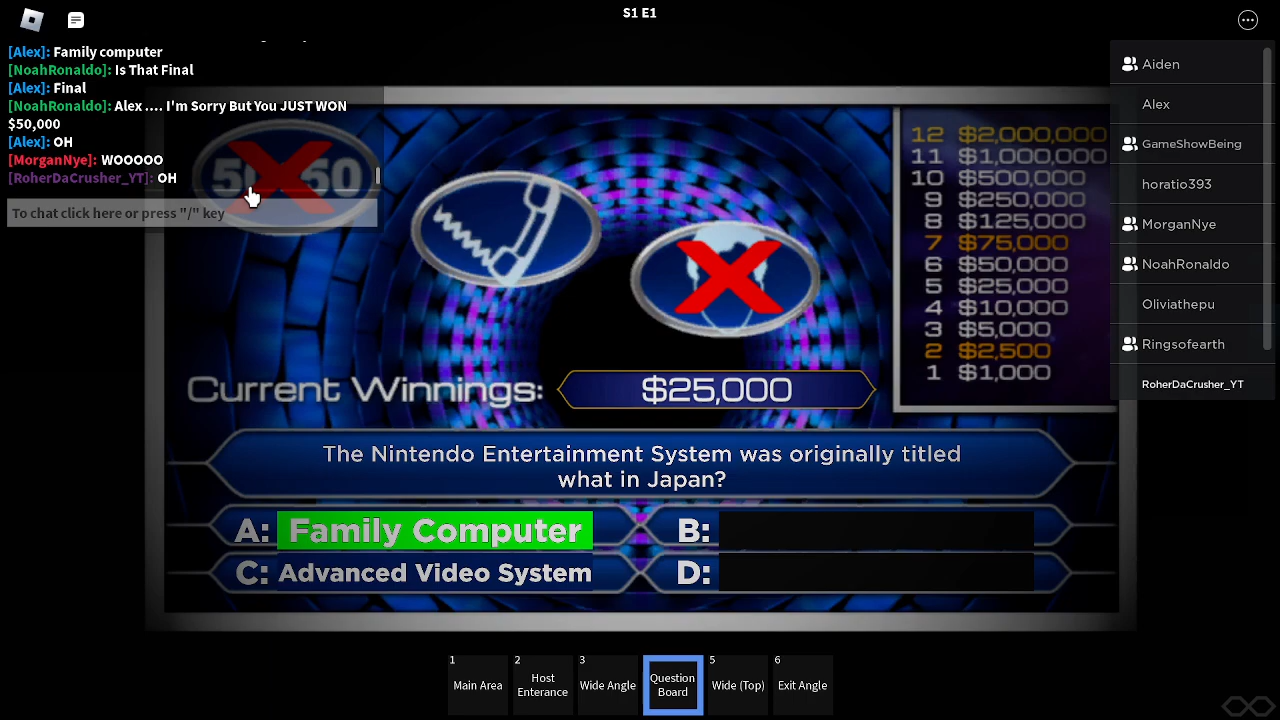 S1 E1
[Alex]: Family computer
[NoahRonaldo]: Is That Final
[Alex]: Final
[NoahRonaldo]: Alex .... I'm Sorry But You JUST WON
$50,000
[Alex]: OH
[MorganNye]: WOOOOO
[RoherDaCrusher_YT]: OH
To chat click here or press "/" key
50
12 $2,000,000
11 $1,000,000
10 $500,000
9 $250,000
8 $125,000
7 $75,000
6 $50,000
5 $25,000
4 $10,000
3 $5,000
2 $2,500
1 $1,000
Aiden
Alex
GameShowBeing
horatio393
MorganNye
NoahRonaldo
Oliviathepu
Ringsofearth
RoherDaCrusher_YT
Current Winnings: $25,000
The Nintendo Entertainment System was originally titled
what in Japan?
A: Family Computer
B:
C: Advanced Video System
D:
1 Main Area
2 Host Enterance
3 Wide Angle
Question Board
5 Wide (Top)
6 Exit Angle